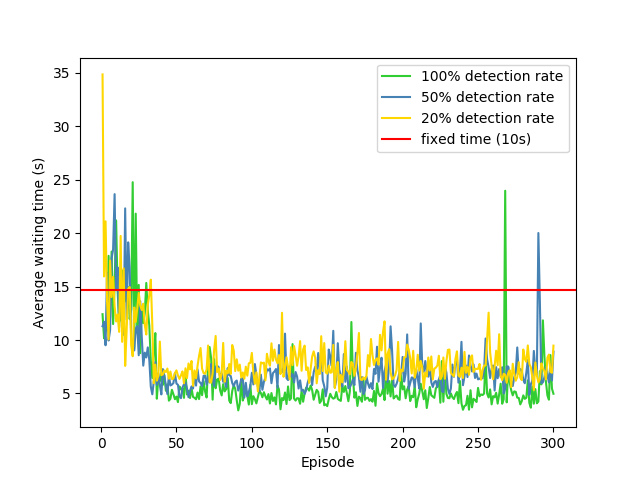 100% detection rate
50% detection rate
20% detection rate
fixed time (10s)
Average waiting time (s)
35
30
25
20
15
10
5
0
50
100
150
200
250
300
Episode